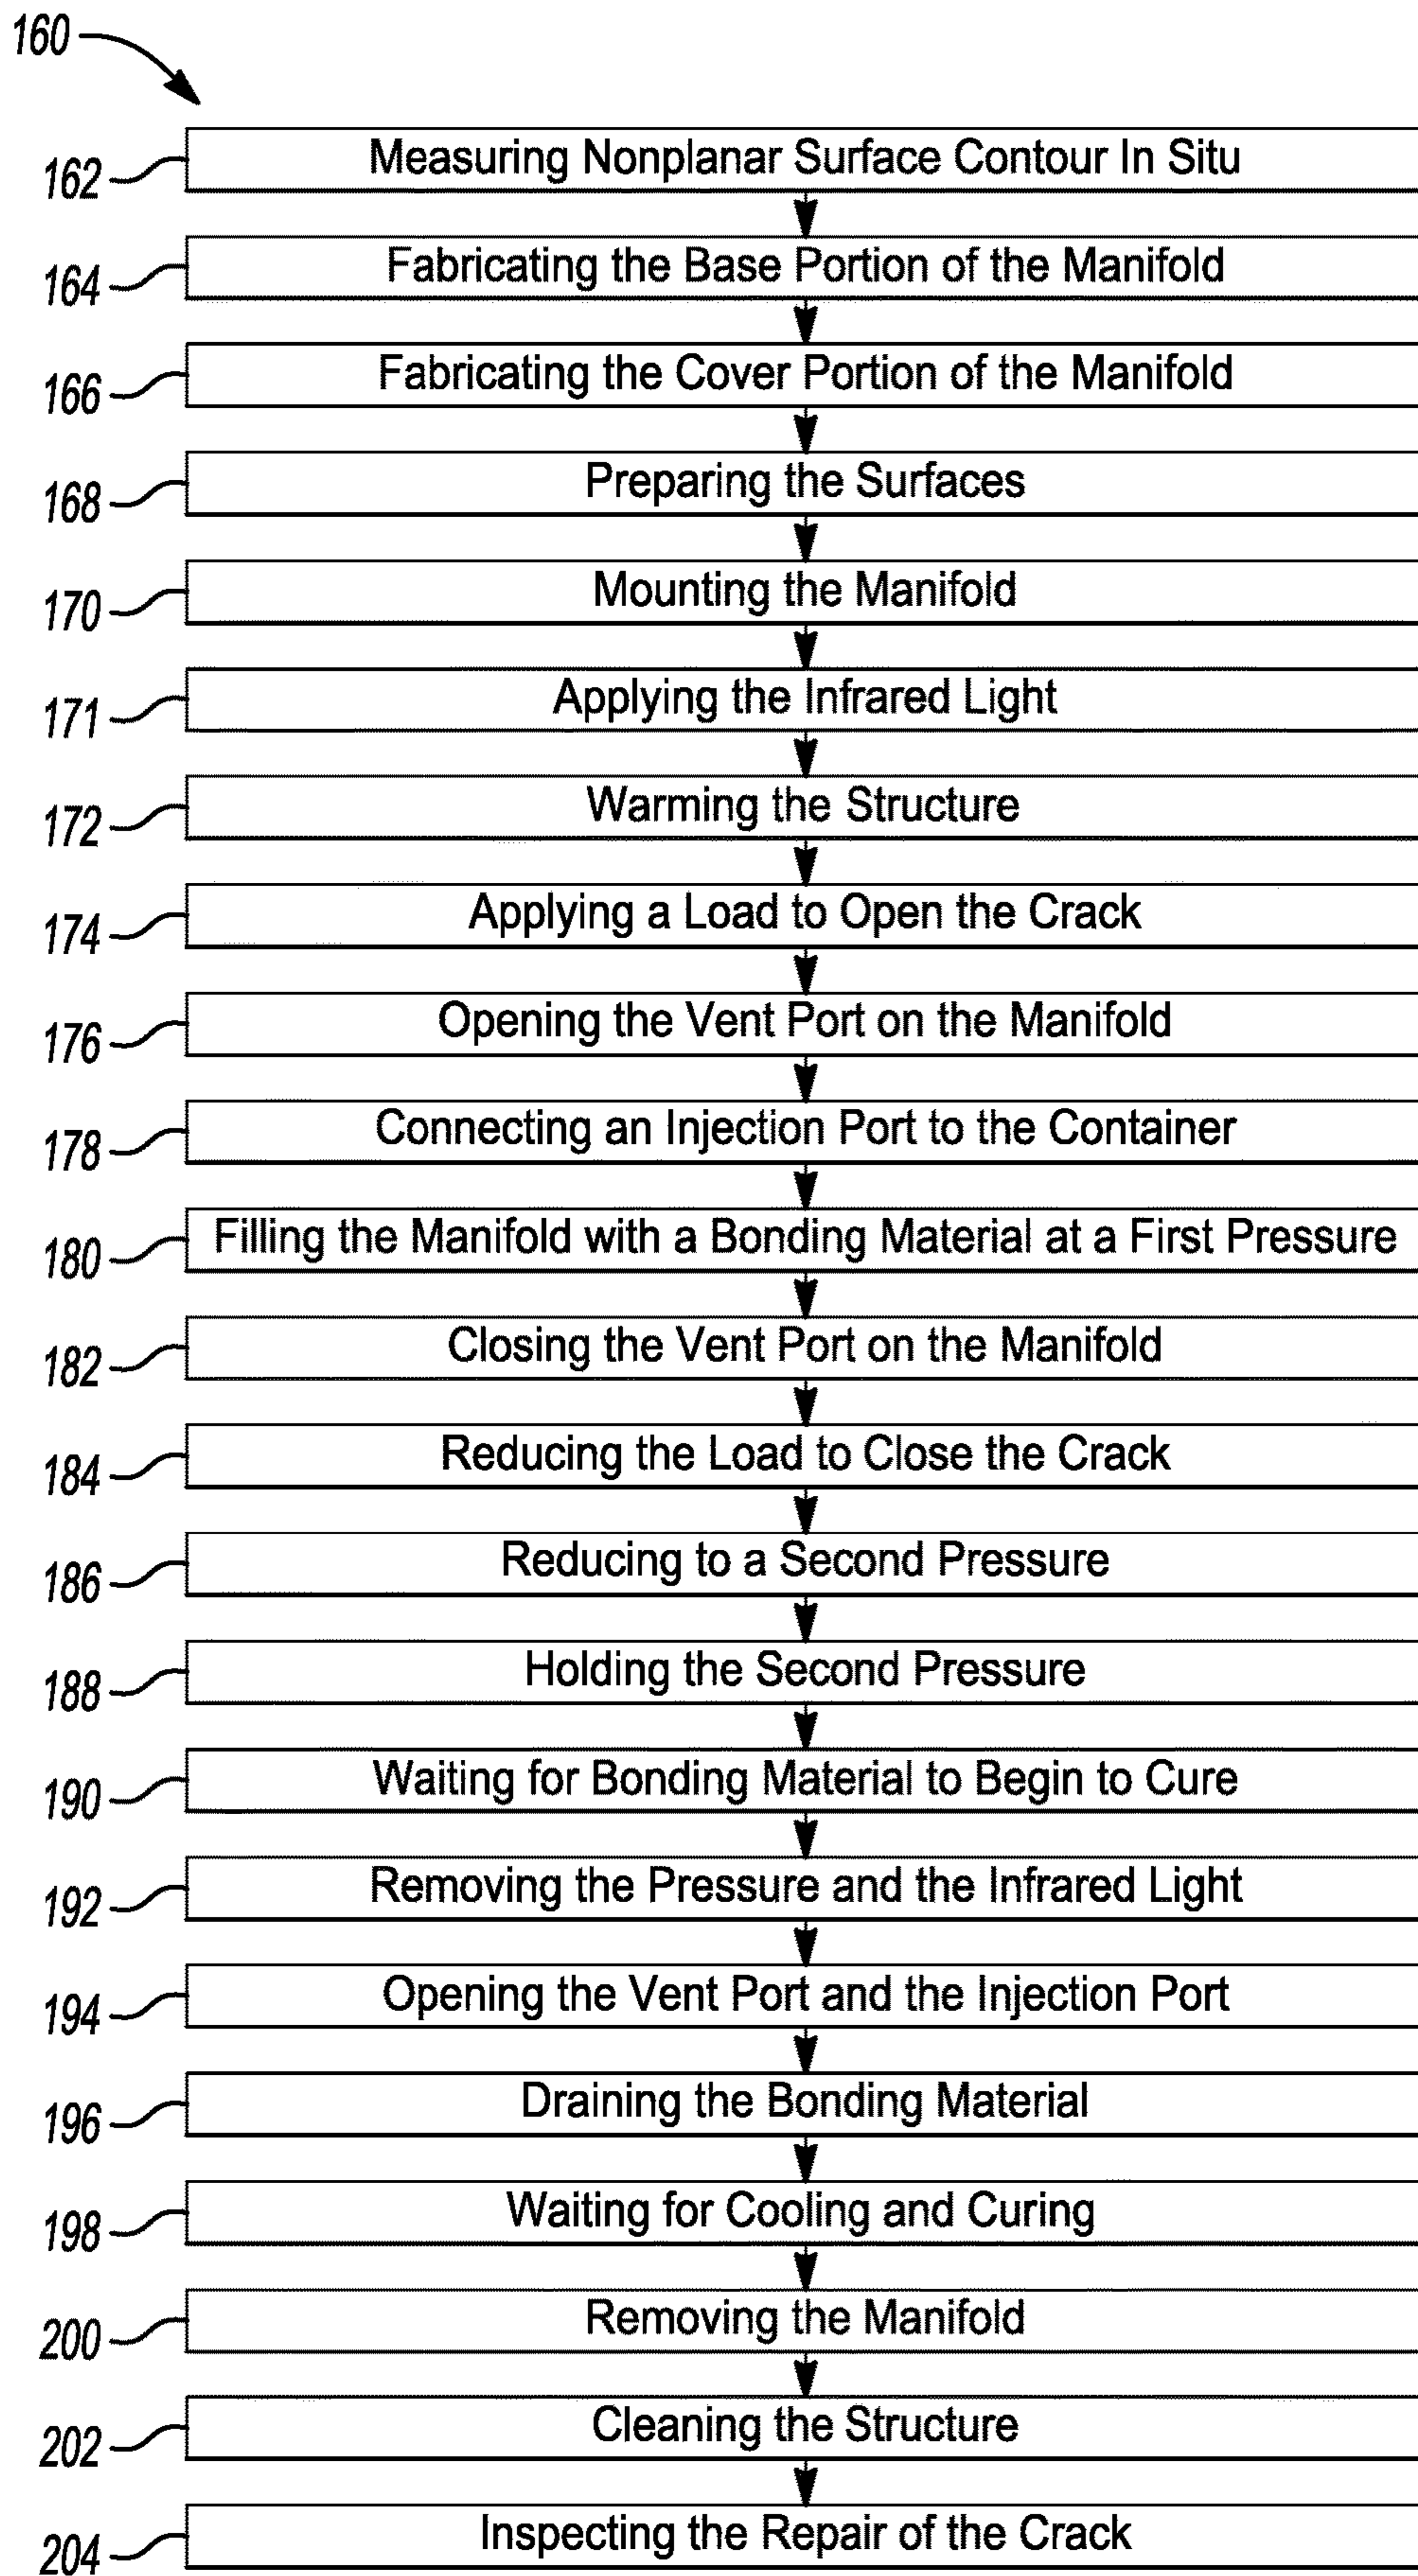 160
162 Measuring Nonplanar Surface Contour In Situ
164 Fabricating the Base Portion of the Manifold
166 Fabricating the Cover Portion of the Manifold
168 Preparing the Surfaces
170 Mounting the Manifold
171 Applying the Infrared Light
172 Warming the Structure
174 Applying a Load to Open the Crack
176 Opening the Vent Port on the Manifold
178 Connecting an Injection Port to the Container
180 Filling the Manifold with a Bonding Material at a First Pressure
182 Closing the Vent Port on the Manifold
184 Reducing the Load to Close the Crack
186 Reducing to a Second Pressure
188 Holding the Second Pressure
190 Waiting for Bonding Material to Begin to Cure
192 Removing the Pressure and the Infrared Light
194 Opening the Vent Port and the Injection Port
196 Draining the Bonding Material
198 Waiting for Cooling and Curing
200 Removing the Manifold
202 Cleaning the Structure
204 Inspecting the Repair of the Crack